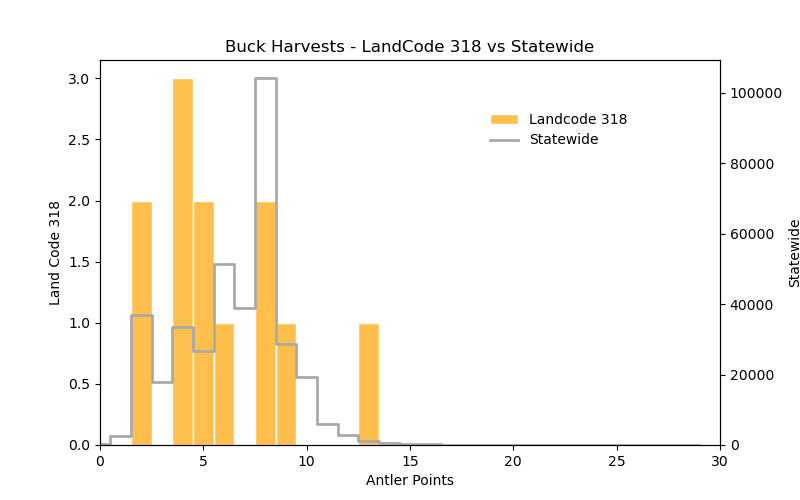 Buck Harvests - LandCode 318 vs Statewide
3.0
2.5
2.0
1.5
1.0
0.5
0.0
Land Code 318
Landcode 318
Statewide
100000
80000
60000
40000
20000
0
Statewide
0 5 10 15 20 25 30
Antler Points